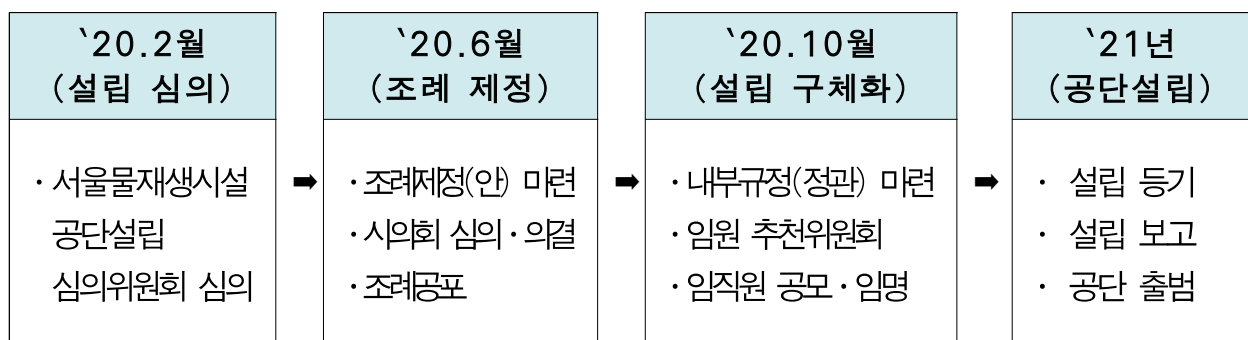 `20.2월
(설립 심의)
· 서울물재생시설
공단설립
심의위원회 심의
➡
`20.6월
(조례 제정)
· 조례제정(안) 마련
· 시의회 심의 · 의결
· 조례공포
➡
`20.10월
(설립 구체화)
· 내부규정(정관) 마련
· 임원 추천위원회
· 임직원 공모 · 임명
➡
`21년
(공단설립)
· 설립 등기
· 설립 보고
· 공단 출범